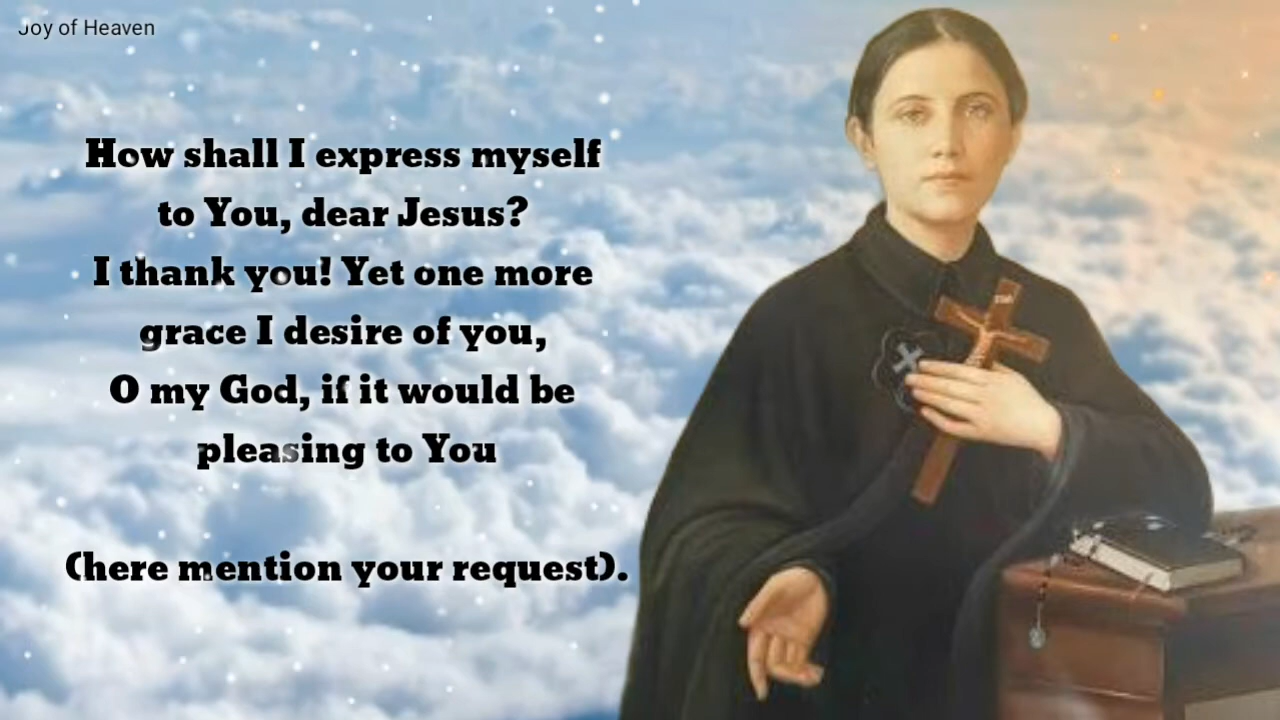 Joy of Heaven
How shall I express myself
to You, dear Jesus?
I thank you! Yet one more
grace I desire of you,
O my God, if it would be
pleasing to You
(here mention your request).